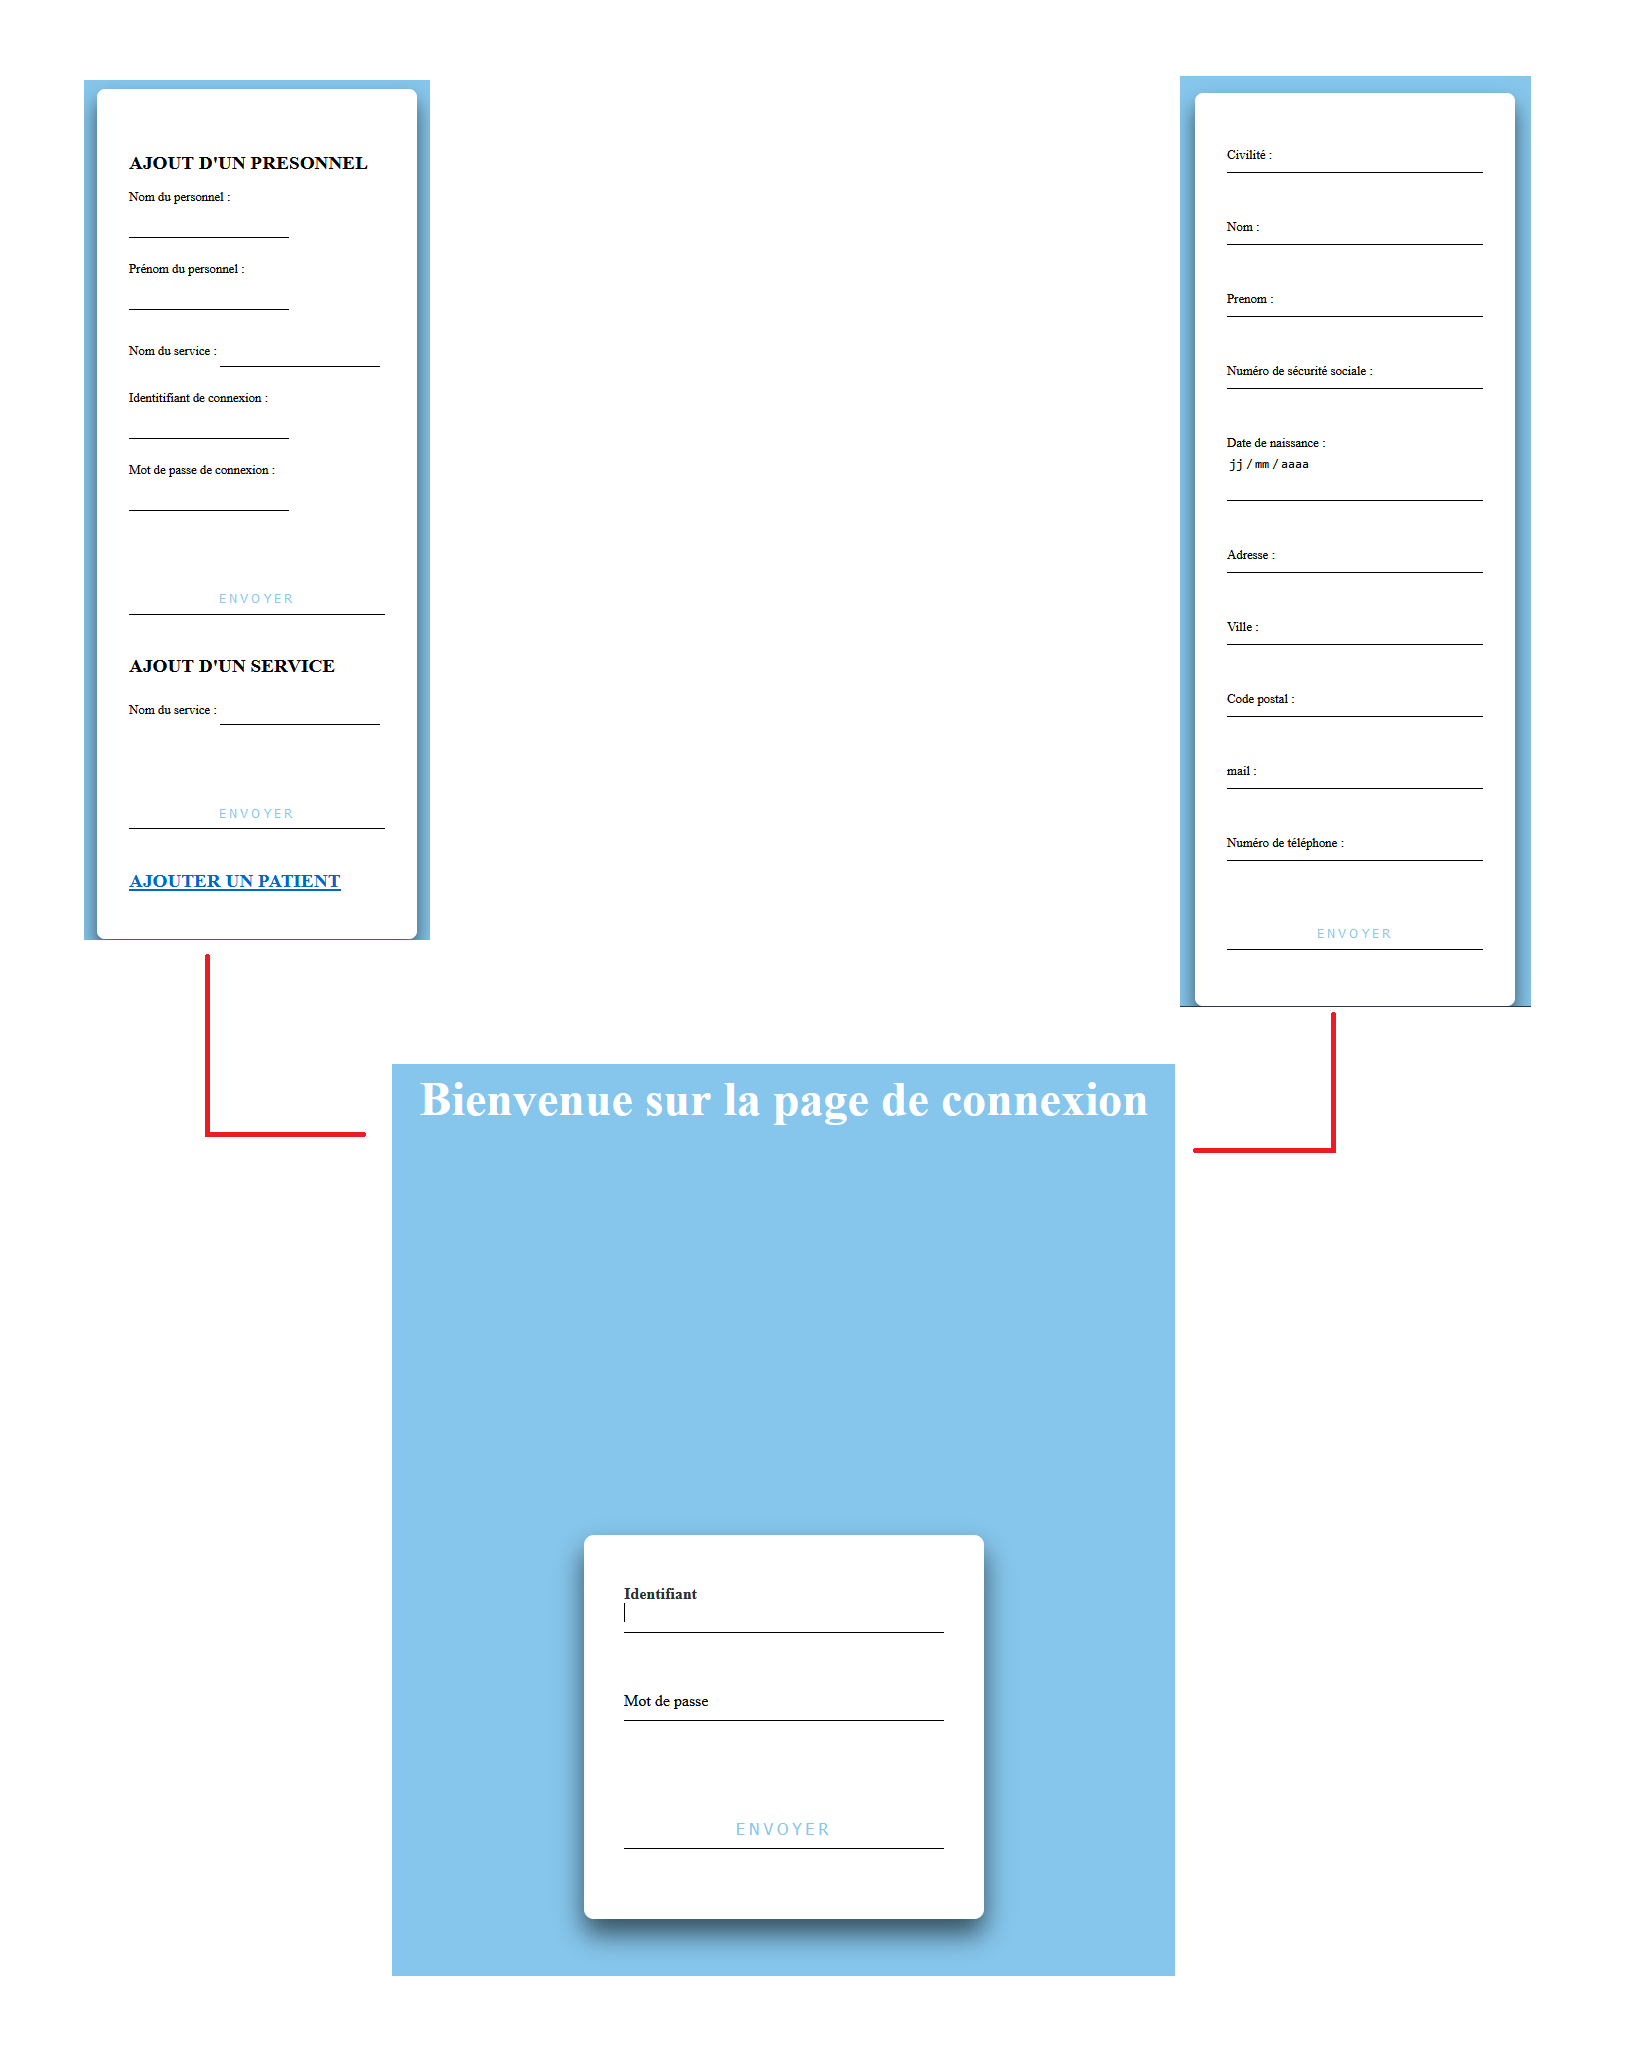 AJOUT D'UN PRESONNEL
Nom du personnel :
Prénom du personnel :
Nom du service :
Identitifiant de connexion :
Mot de passe de connexion :
ENVOYER
AJOUT D'UN SERVICE
Nom du service :
ENVOYER
AJOUTER UN PATIENT
Civilité :
Nom :
Prenom :
Numéro de sécurité sociale :
Date de naissance :
jj/mm/aaaa
Adresse :
Ville :
Code postal :
mail :
Numéro de téléphone :
ENVOYER
Bienvenue sur la page de connexion
Identifiant
Mot de passe
ENVOYER